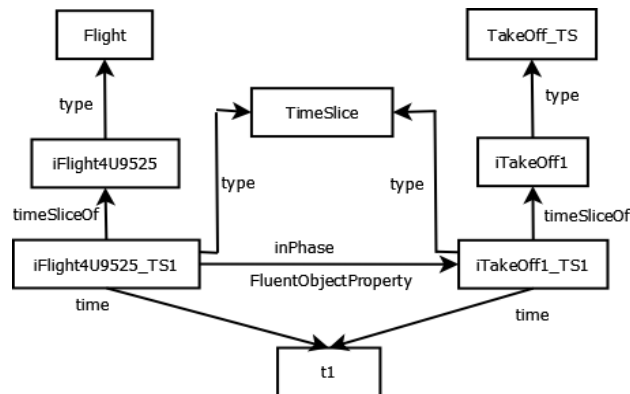 Flight
TakeOff_TS
type
TimeSlice
type
iFlight4U9525
iTakeOff1
type
type
timeSliceOf
timeSliceOf
inPhase
iFlight4U9525_TS1
iTakeOff1_TS1
FluentObjectProperty
time
time
t1